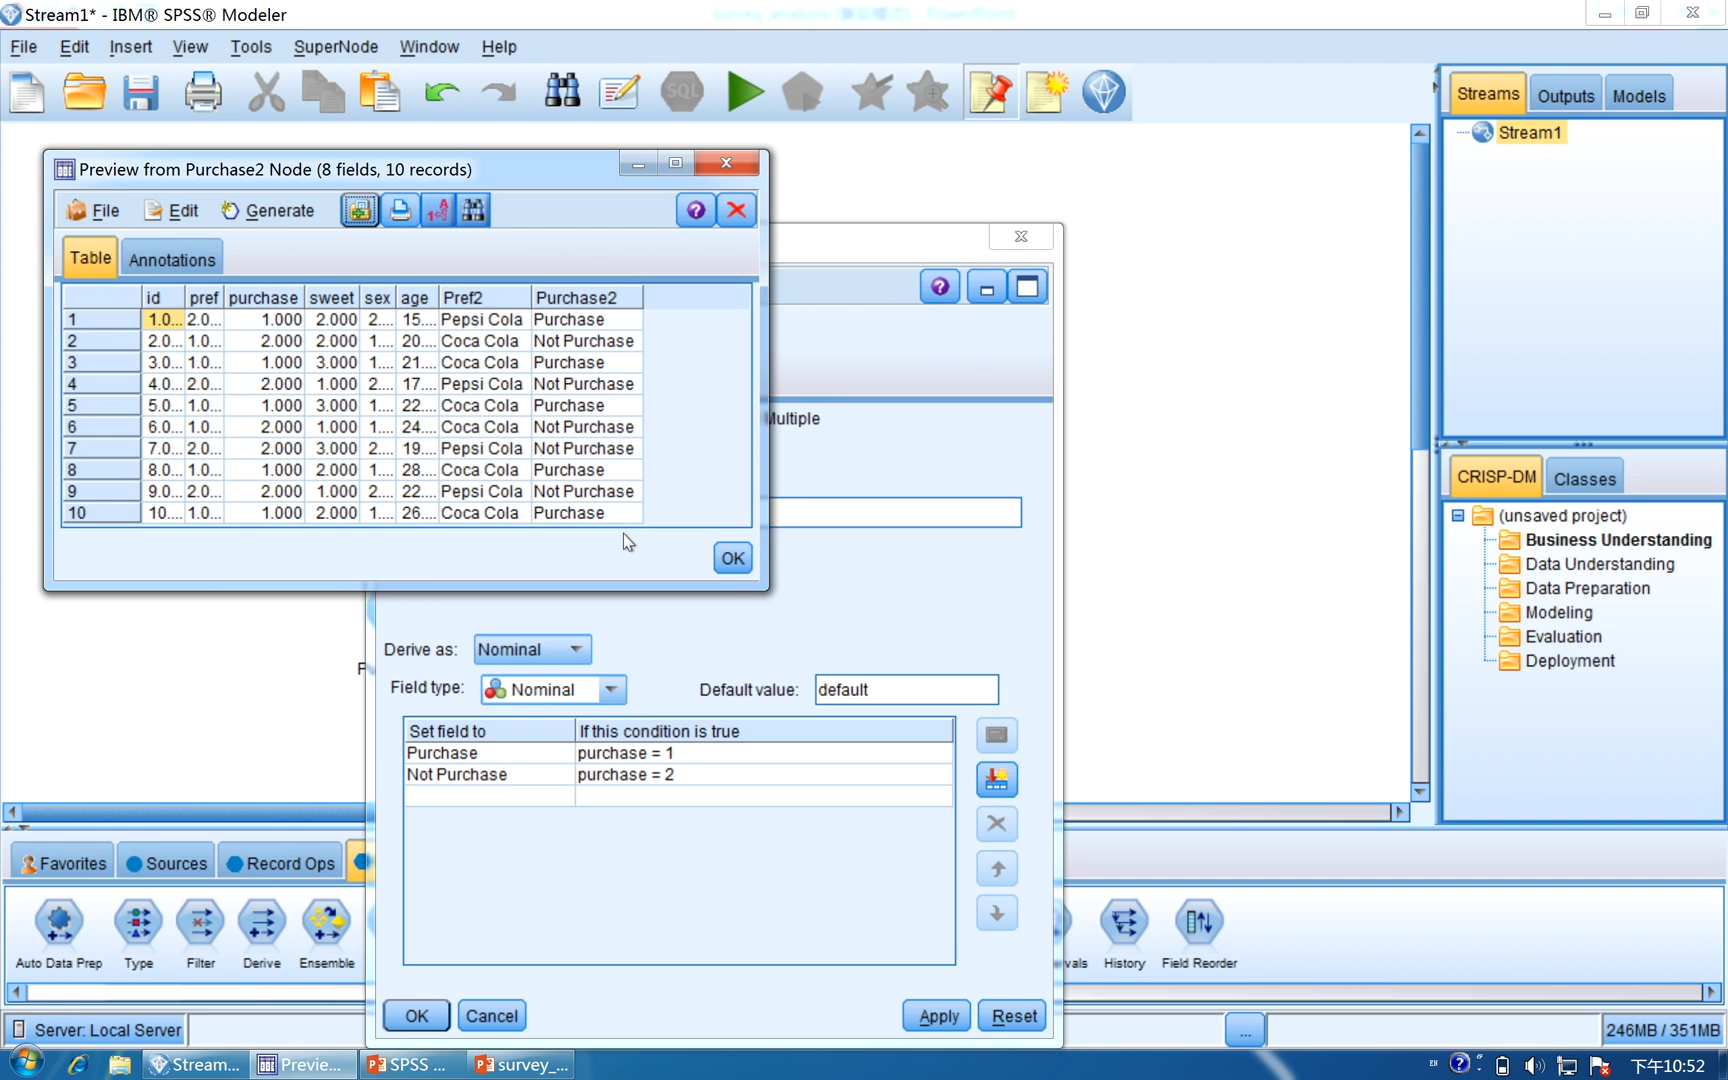 Stream1* - IBM® SPSS® Modeler
File Edit Insert View Tools SuperNode Window Help
SQL
Streams Outputs Models
Stream1
Preview from Purchase2 Node (8 fields, 10 records)
File Edit Generate
Table Annotations
id pref purchase sweet sex age Pref2 Purchase2
1 1.0... 2.0... 1.000 2.000 2.... 15.... Pepsi Cola Purchase
2 2.0... 1.0... 2.000 2.000 1.... 20.... Coca Cola Not Purchase
3 3.0... 1.0... 1.000 3.000 1.... 21.... Coca Cola Purchase
4 4.0... 2.0... 2.000 1.000 2.... 17.... Pepsi Cola Not Purchase
5 5.0... 1.0... 1.000 3.000 1.... 22.... Coca Cola Purchase
6 6.0... 1.0... 2.000 1.000 1.... 24.... Coca Cola Not Purchase
7 7.0... 2.0... 2.000 3.000 2.... 19.... Pepsi Cola Not Purchase
8 8.0... 1.0... 1.000 2.000 1.... 28.... Coca Cola Purchase
9 9.0... 2.0... 2.000 1.000 2.... 22.... Pepsi Cola Not Purchase
10 10.... 1.0... 1.000 2.000 1.... 26.... Coca Cola Purchase
OK
Multiple
Derive as: Nominal
Field type: Nominal Default value: default
Set field to If this condition is true
Purchase purchase = 1
Not Purchase purchase = 2
OK Cancel Apply Reset
CRISP-DM Classes
(unsaved project)
Business Understanding
Data Understanding
Data Preparation
Modeling
Evaluation
Deployment
Favorites Sources Record Ops
Auto Data Prep Type Filter Derive Ensemble vals History Field Reorder
Server: Local Server ... 246MB / 351MB
Stream... Previe... SPSS ... survey_... EN 下午10:52